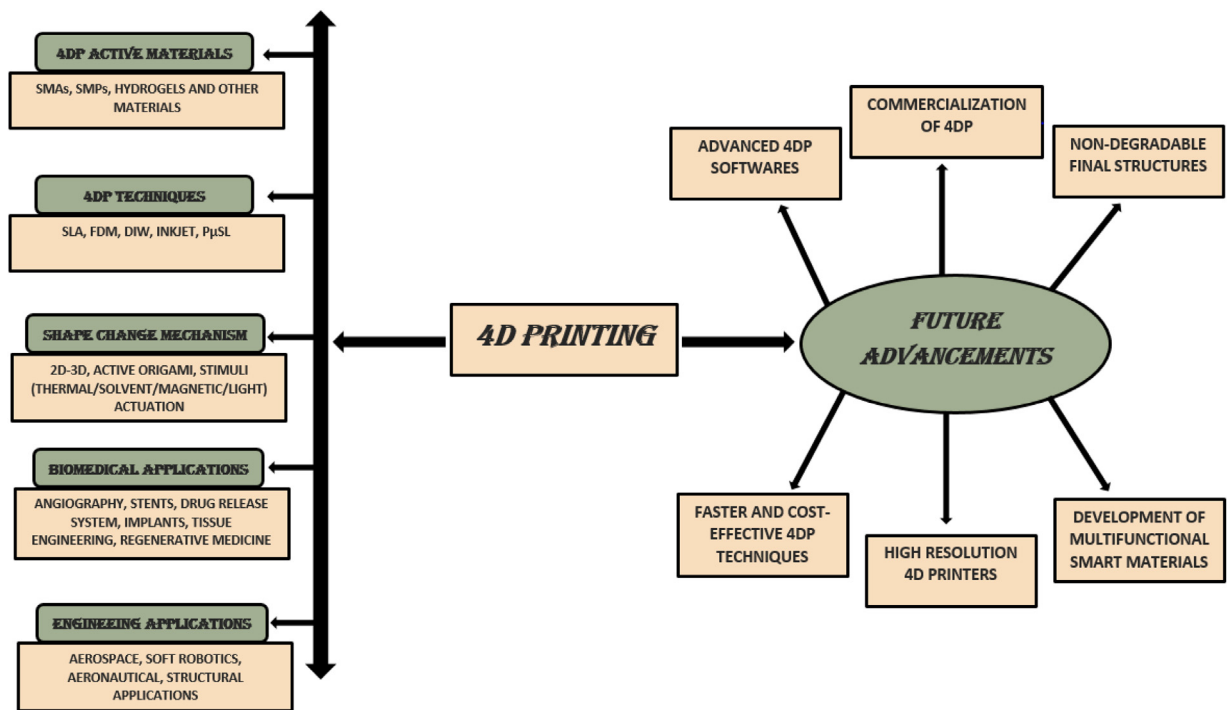 4DP ACTIVE MATERIALS
SMAs, SMPs, HYDROGELS AND OTHER
MATERIALS
4DP TECHNIQUES
SLA, FDM, DIW, INKJET, PµSL
SHAPE CHANGE MECHANISM
2D-3D, ACTIVE ORIGAMI, STIMULI
(THERMAL/SOLVENT/MAGNETIC/LIGHT)
ACTUATION
BIOMEDICAL APPLICATIONS
ANGIOGRAPHY, STENTS, DRUG RELEASE
SYSTEM, IMPLANTS, TISSUE
ENGINEERING, REGENERATIVE MEDICINE
ENGINEEING APPLICATIONS
AEROSPACE, SOFT ROBOTICS,
AERONAUTICAL, STRUCTURAL
APPLICATIONS
4D PRINTING
FUTURE
ADVANCEMENTS
ADVANCED 4DP
SOFTWARES
COMMERCIALIZATION
OF 4DP
NON-DEGRADABLE
FINAL STRUCTURES
FASTER AND COST-
EFFECTIVE 4DP
TECHNIQUES
HIGH RESOLUTION
4D PRINTERS
DEVELOPMENT OF
MULTIFUNCTIONAL
SMART MATERIALS